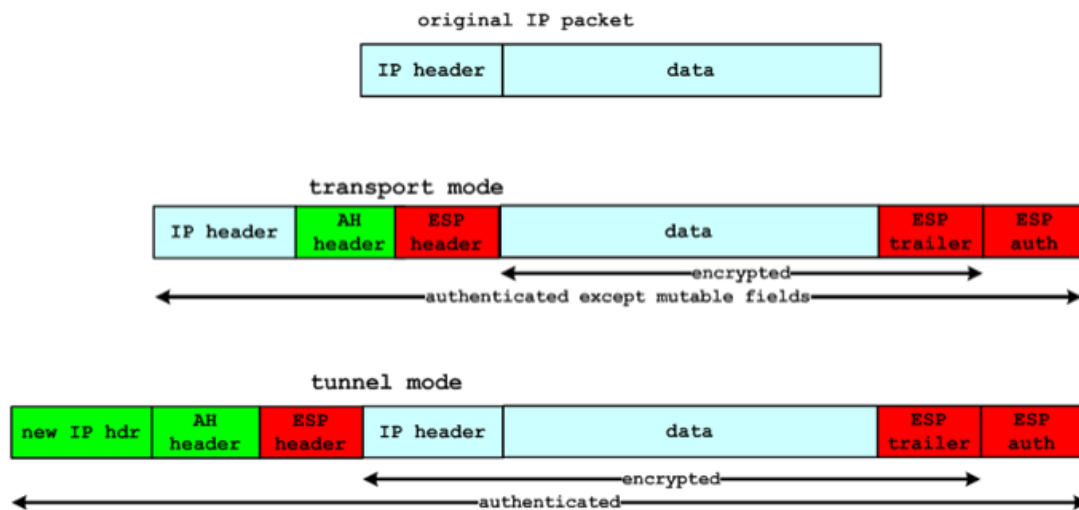 original IP packet
IP header data
transport mode
IP header AH header ESP header data ESP trailer ESP auth
encrypted
authenticated except mutable fields
tunnel mode
new IP hdr AH header ESP header IP header data ESP trailer ESP auth
encrypted
authenticated